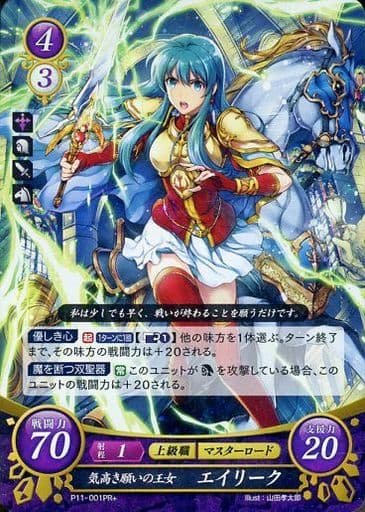 4
3
私は少しでも早く、戦いが終わることを願うだけです。
優しき心 起 1ターンに1回 【 1】 他の味方を1体選ぶ。ターン終了
まで、その味方の戦闘力は+20される。
魔を断つ双聖器 常 このユニットが を攻撃している場合、この
ユニットの戦闘力は+20される。
戦闘力
70
射程 1
上級職
マスターロード
支援力
20
気高き願いの王女 エイリーク
P11-001PR+
Illust:山田孝太郎